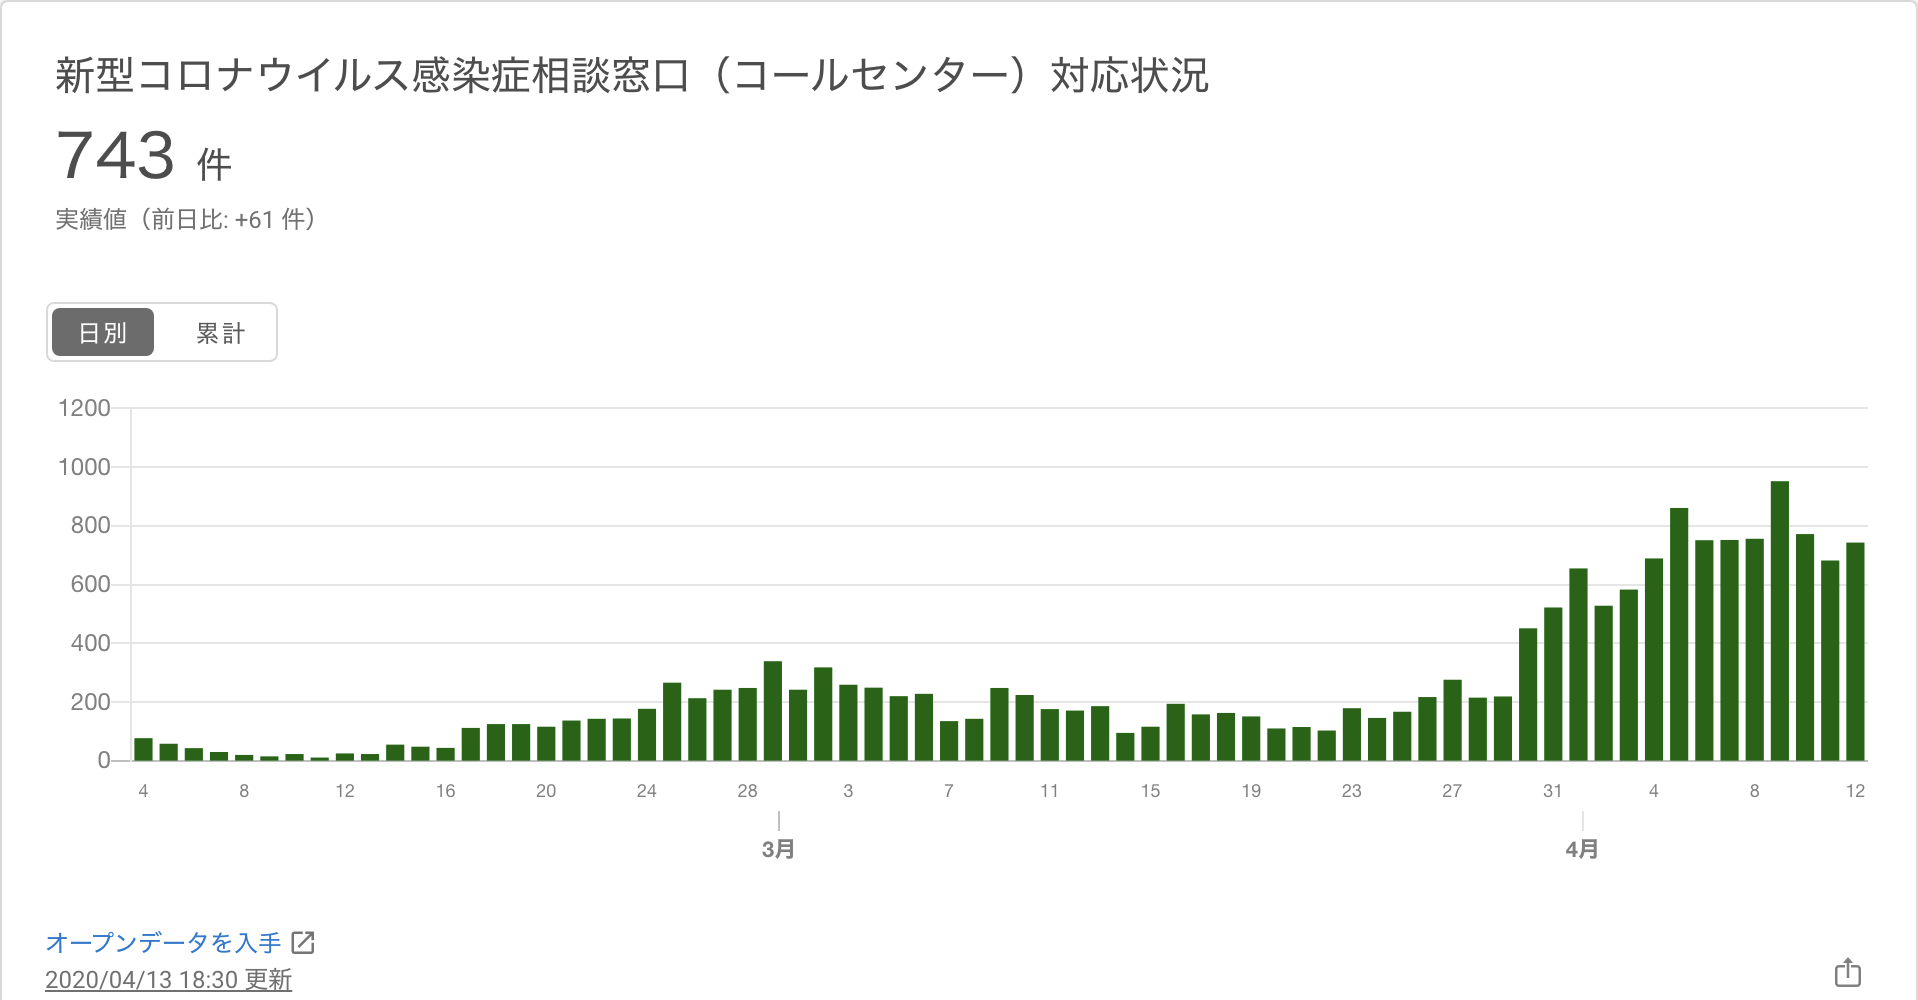 新型コロナウイルス感染症相談窓口（コールセンター）対応状況
743 件
実績値（前日比: +61 件）
日別 累計
1200
1000
800
600
400
200
0
4 8 12 16 20 24 28 3 7 11 15 19 23 27 31 4 8 12
3月 4月
オープンデータを入手
2020/04/13 18:30 更新